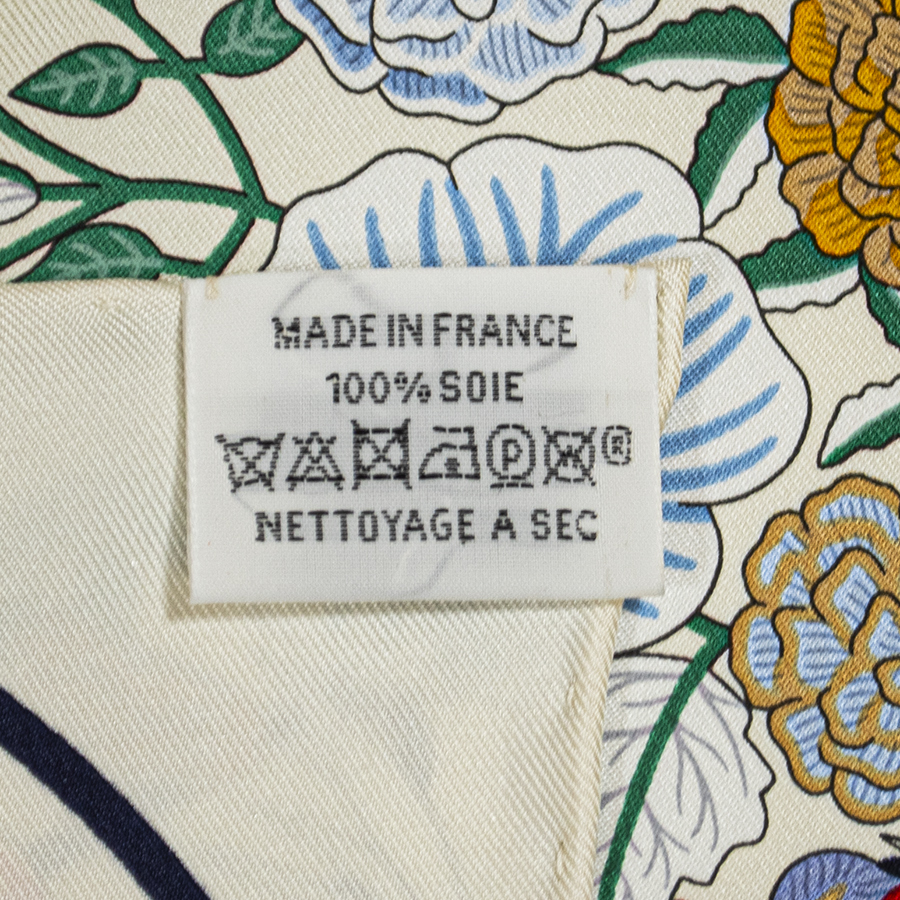 MADE IN FRANCE
100% SOIE
P ®
NETTOYAGE A SEC